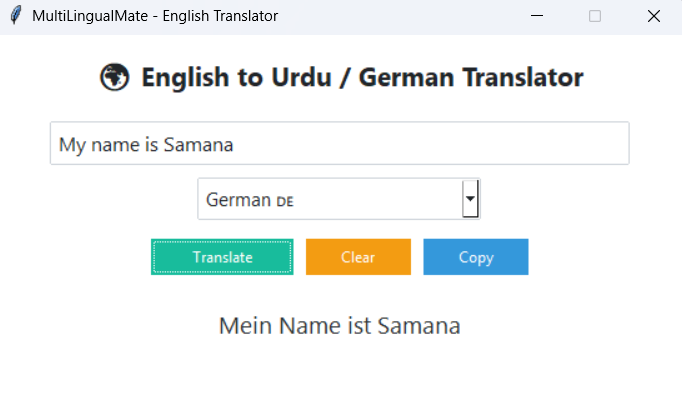 MultiLingualMate - English Translator
English to Urdu / German Translator
My name is Samana
German DE
Translate Clear Copy
Mein Name ist Samana